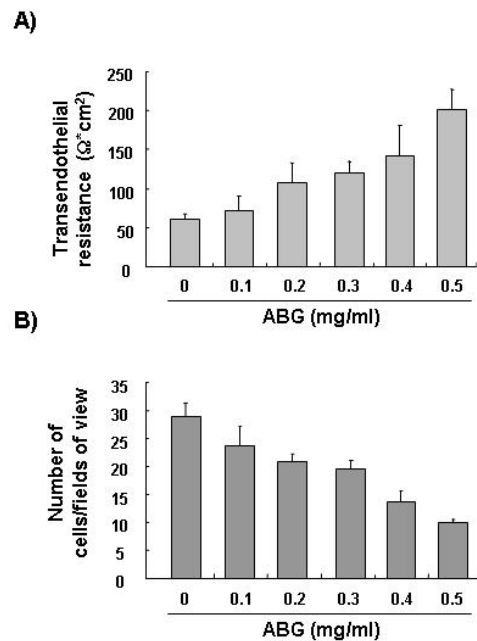 A)
Transendothelial
resistance (Ω*cm²)
250
200
150
100
50
0
0 0.1 0.2 0.3 0.4 0.5
ABG (mg/ml)
B)
Number of
cells/fields of view
35
30
25
20
15
10
5
0
0 0.1 0.2 0.3 0.4 0.5
ABG (mg/ml)